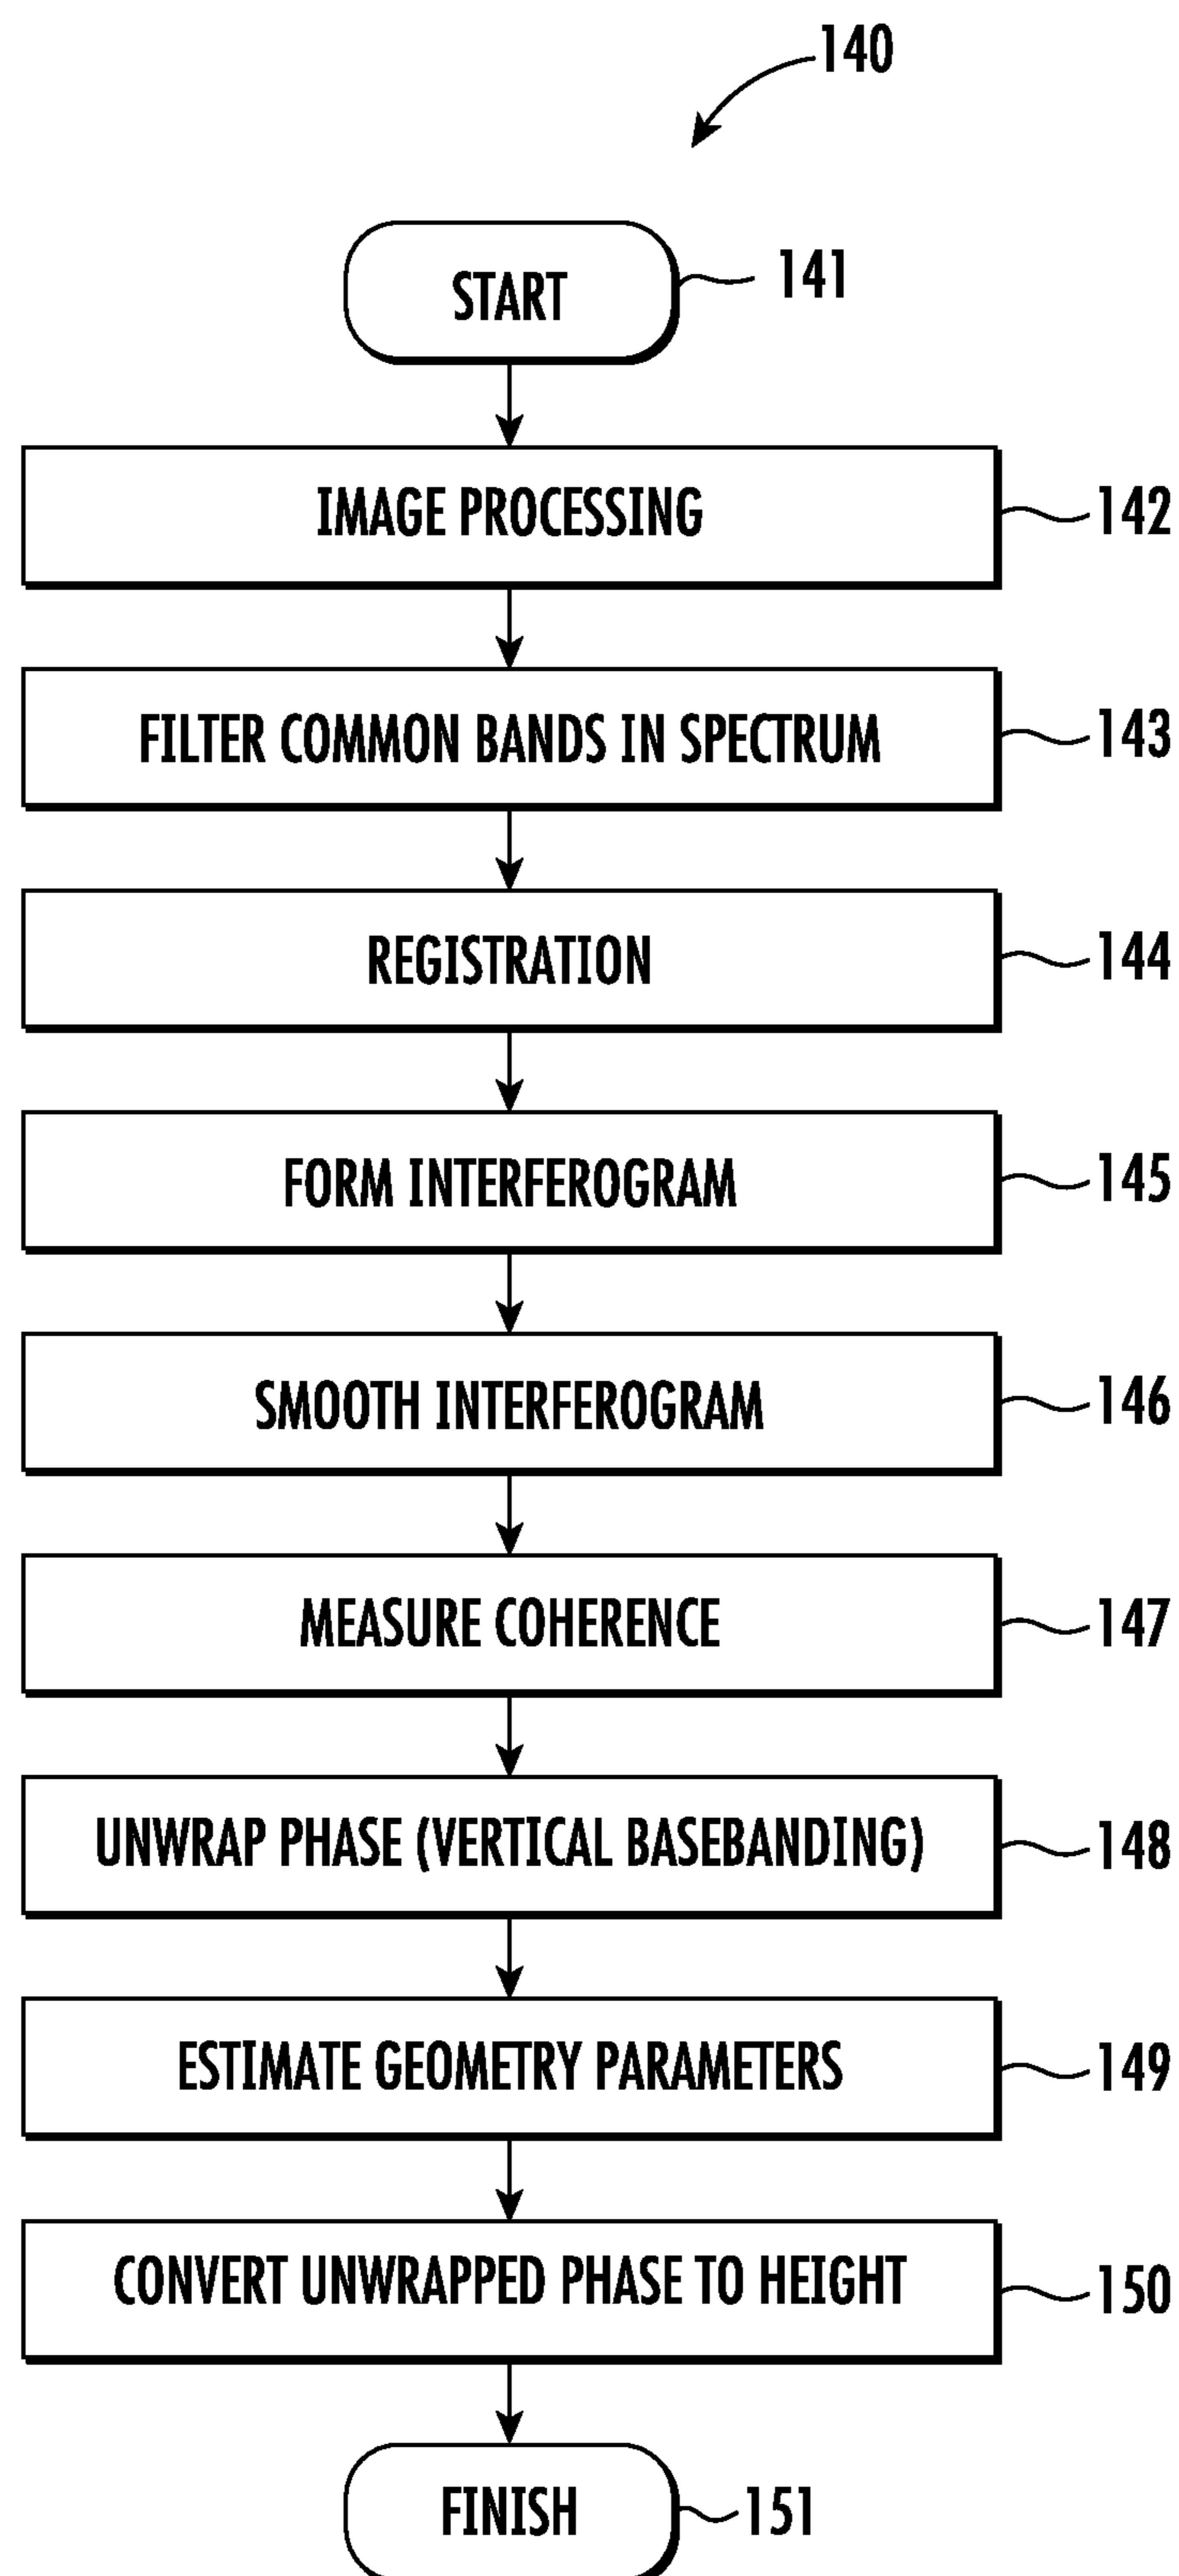 140
START 141
IMAGE PROCESSING 142
FILTER COMMON BANDS IN SPECTRUM 143
REGISTRATION 144
FORM INTERFEROGRAM 145
SMOOTH INTERFEROGRAM 146
MEASURE COHERENCE 147
UNWRAP PHASE (VERTICAL BASEBANDING) 148
ESTIMATE GEOMETRY PARAMETERS 149
CONVERT UNWRAPPED PHASE TO HEIGHT 150
FINISH 151